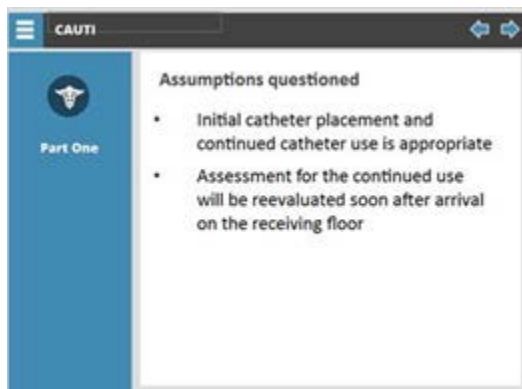 CAUTI
Part One
Assumptions questioned
• Initial catheter placement and
continued catheter use is appropriate
• Assessment for the continued use
will be reevaluated soon after arrival
on the receiving floor